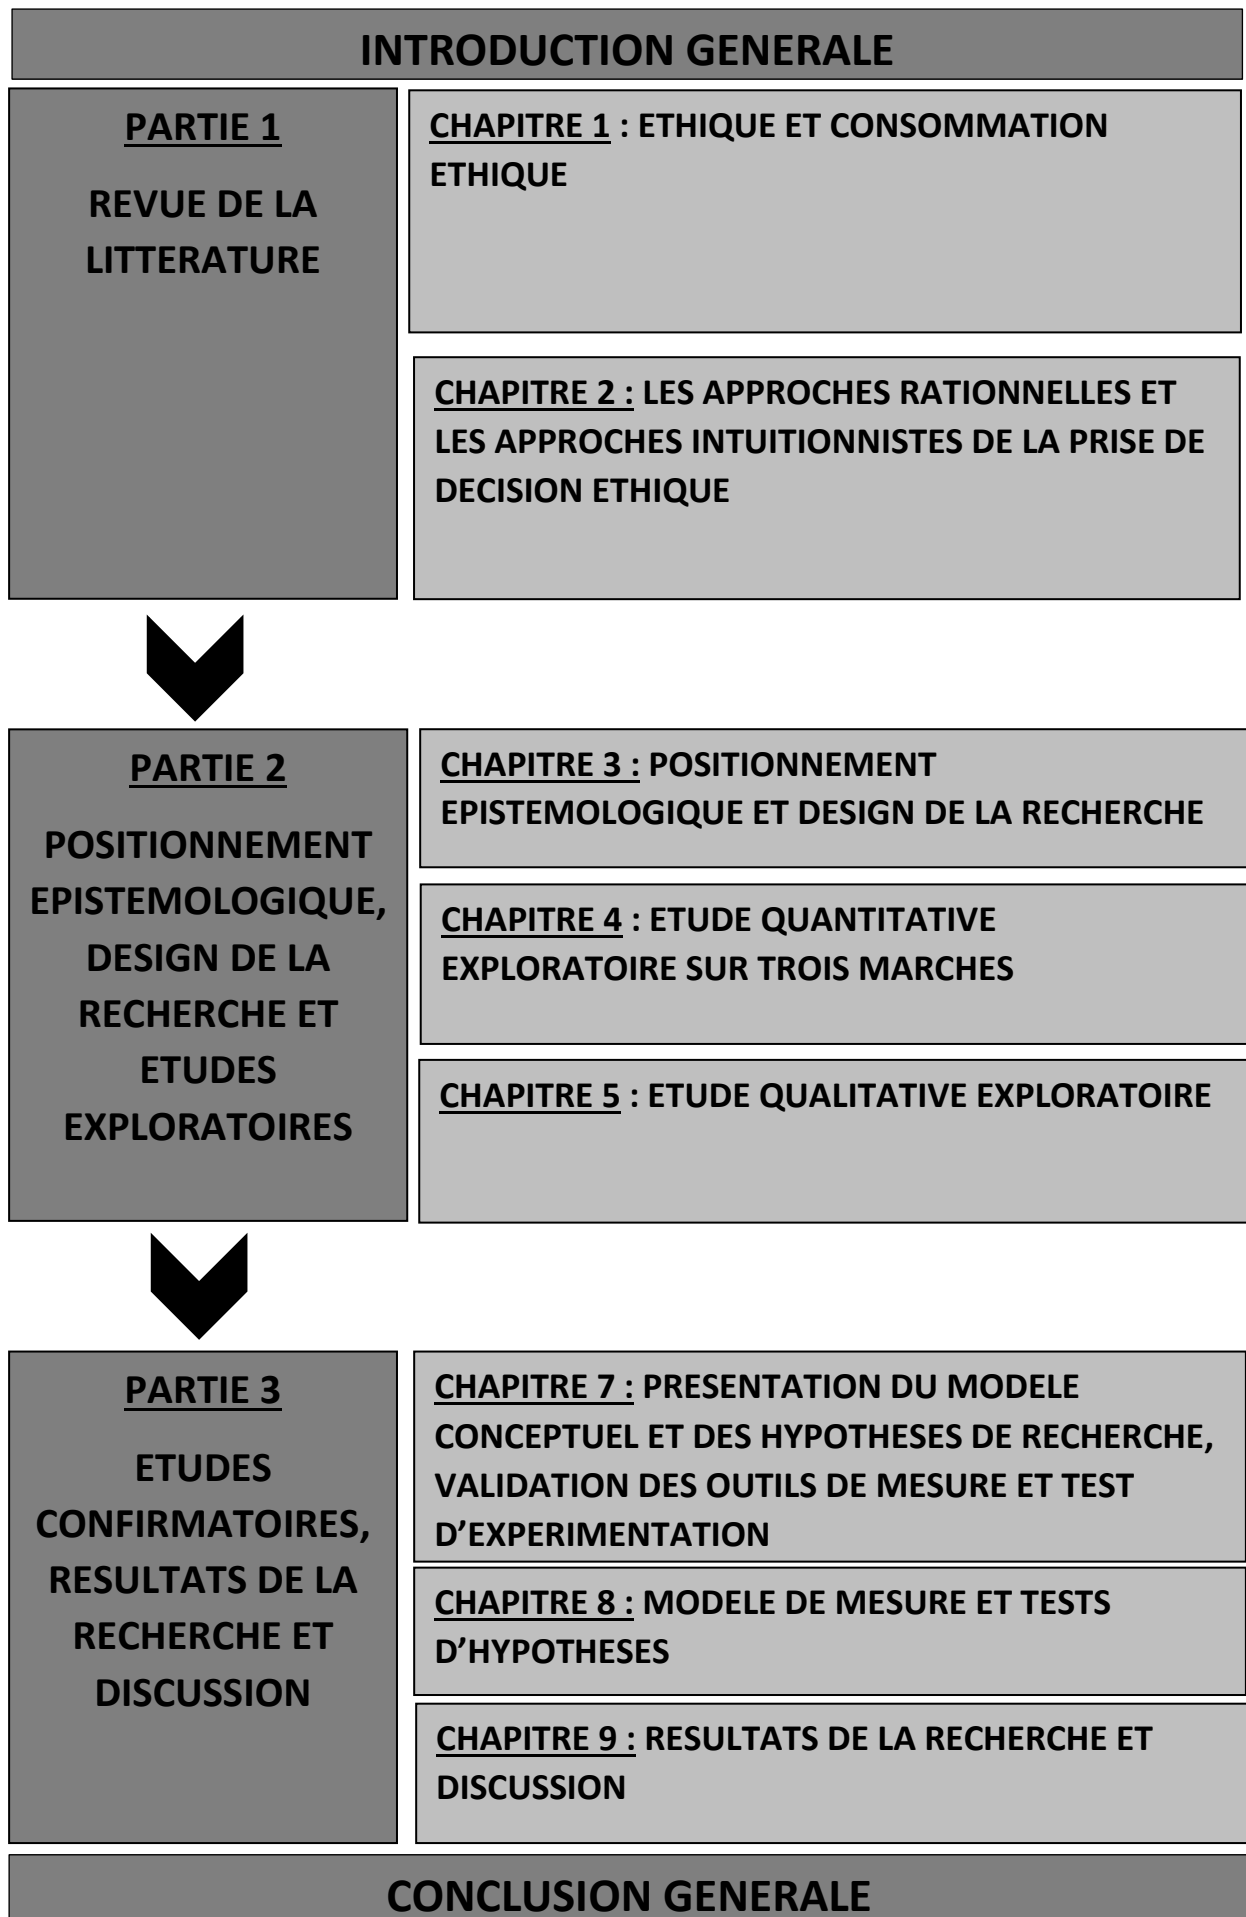 INTRODUCTION GENERALE
PARTIE 1
REVUE DE LA
LITTERATURE
CHAPITRE 1 : ETHIQUE ET CONSOMMATION
ETHIQUE
CHAPITRE 2 : LES APPROCHES RATIONNELLES ET
LES APPROCHES INTUITIONNISTES DE LA PRISE DE
DECISION ETHIQUE
PARTIE 2
POSITIONNEMENT
EPISTEMOLOGIQUE,
DESIGN DE LA
RECHERCHE ET
ETUDES
EXPLORATOIRES
CHAPITRE 3 : POSITIONNEMENT
EPISTEMOLOGIQUE ET DESIGN DE LA RECHERCHE
CHAPITRE 4 : ETUDE QUANTITATIVE
EXPLORATOIRE SUR TROIS MARCHES
CHAPITRE 5 : ETUDE QUALITATIVE EXPLORATOIRE
PARTIE 3
ETUDES
CONFIRMATOIRES,
RESULTATS DE LA
RECHERCHE ET
DISCUSSION
CHAPITRE 7 : PRESENTATION DU MODELE
CONCEPTUEL ET DES HYPOTHESES DE RECHERCHE,
VALIDATION DES OUTILS DE MESURE ET TEST
D’EXPERIMENTATION
CHAPITRE 8 : MODELE DE MESURE ET TESTS
D’HYPOTHESES
CHAPITRE 9 : RESULTATS DE LA RECHERCHE ET
DISCUSSION
CONCLUSION GENERALE